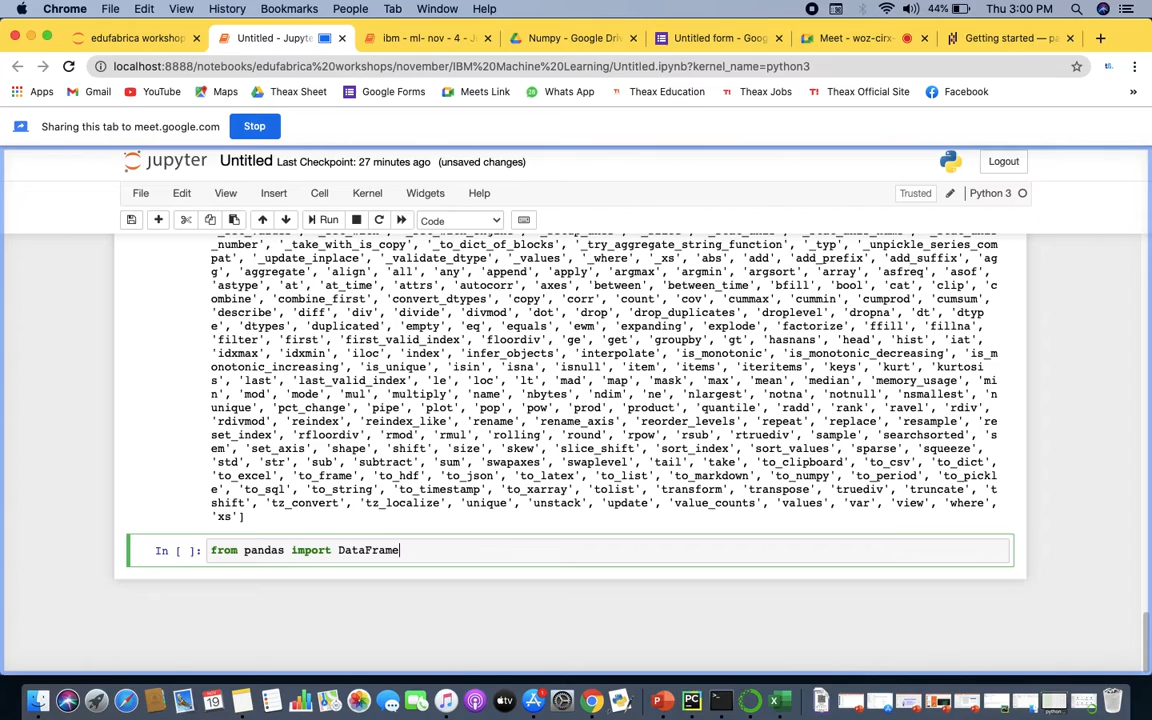 Chrome File Edit View History Bookmarks People Tab Window Help 44% Thu 3:00 PM
edufabrica worksho Untitled - Jupyte ibm - ml- nov - 4 - J Numpy - Google Dri Untitled form - Goog Meet - woz-cirx- Getting started — pa
localhost:8888/notebooks/edufabrica%20workshops/november/IBM%20Machine%20Learning/Untitled.ipynb?kernel_name=python3
Apps Gmail YouTube Maps Theax Sheet Google Forms Meets Link Whats App Theax Education Theax Jobs Theax Official Site Facebook »
Sharing this tab to meet.google.com Stop
jupyter Untitled Last Checkpoint: 27 minutes ago (unsaved changes) Logout
File Edit View Insert Cell Kernel Widgets Help Trusted Python 3
Run Code
_number', '_take_with_is_copy', '_to_dict_of_blocks', '_try_aggregate_string_function', '_typ', '_unpickle_series_com
pat', '_update_inplace', '_validate_dtype', '_values', '_where', '_xs', 'abs', 'add', 'add_prefix', 'add_suffix', 'ag
g', 'aggregate', 'align', 'all', 'any', 'append', 'apply', 'argmax', 'argmin', 'argsort', 'array', 'asfreq', 'asof',
'astype', 'at', 'at_time', 'attrs', 'autocorr', 'axes', 'between', 'between_time', 'bfill', 'bool', 'cat', 'clip', 'c
ombine', 'combine_first', 'convert_dtypes', 'copy', 'corr', 'count', 'cov', 'cummax', 'cummin', 'cumprod', 'cumsum',
'describe', 'diff', 'div', 'divide', 'divmod', 'dot', 'drop', 'drop_duplicates', 'droplevel', 'dropna', 'dt', 'dtyp
e', 'dtypes', 'duplicated', 'empty', 'eq', 'equals', 'ewm', 'expanding', 'explode', 'factorize', 'ffill', 'fillna',
'filter', 'first', 'first_valid_index', 'floordiv', 'ge', 'get', 'groupby', 'gt', 'hasnans', 'head', 'hist', 'iat',
'idxmax', 'idxmin', 'iloc', 'index', 'infer_objects', 'interpolate', 'is_monotonic', 'is_monotonic_decreasing', 'is_m
onotonic_increasing', 'is_unique', 'isin', 'isna', 'isnull', 'item', 'items', 'iteritems', 'keys', 'kurt', 'kurtosi
s', 'last', 'last_valid_index', 'le', 'loc', 'lt', 'mad', 'map', 'mask', 'max', 'mean', 'median', 'memory_usage', 'mi
n', 'mod', 'mode', 'mul', 'multiply', 'name', 'nbytes', 'ndim', 'ne', 'nlargest', 'notna', 'notnull', 'nsmallest', 'n
unique', 'pct_change', 'pipe', 'plot', 'pop', 'pow', 'prod', 'product', 'quantile', 'radd', 'rank', 'ravel', 'rdiv',
'rdivmod', 'reindex', 'reindex_like', 'rename', 'rename_axis', 'reorder_levels', 'repeat', 'replace', 'resample', 're
set_index', 'rfloordiv', 'rmod', 'rmul', 'rolling', 'round', 'rpow', 'rsub', 'rtruediv', 'sample', 'searchsorted', 's
em', 'set_axis', 'shape', 'shift', 'size', 'skew', 'slice_shift', 'sort_index', 'sort_values', 'sparse', 'squeeze',
'std', 'str', 'sub', 'subtract', 'sum', 'swapaxes', 'swaplevel', 'tail', 'take', 'to_clipboard', 'to_csv', 'to_dict',
'to_excel', 'to_frame', 'to_hdf', 'to_json', 'to_latex', 'to_list', 'to_markdown', 'to_numpy', 'to_period', 'to_pickl
e', 'to_sql', 'to_string', 'to_timestamp', 'to_xarray', 'tolist', 'transform', 'transpose', 'truediv', 'truncate', 't
shift', 'tz_convert', 'tz_localize', 'unique', 'unstack', 'update', 'value_counts', 'values', 'var', 'view', 'where',
'xs']
In [ ]: from pandas import DataFrame